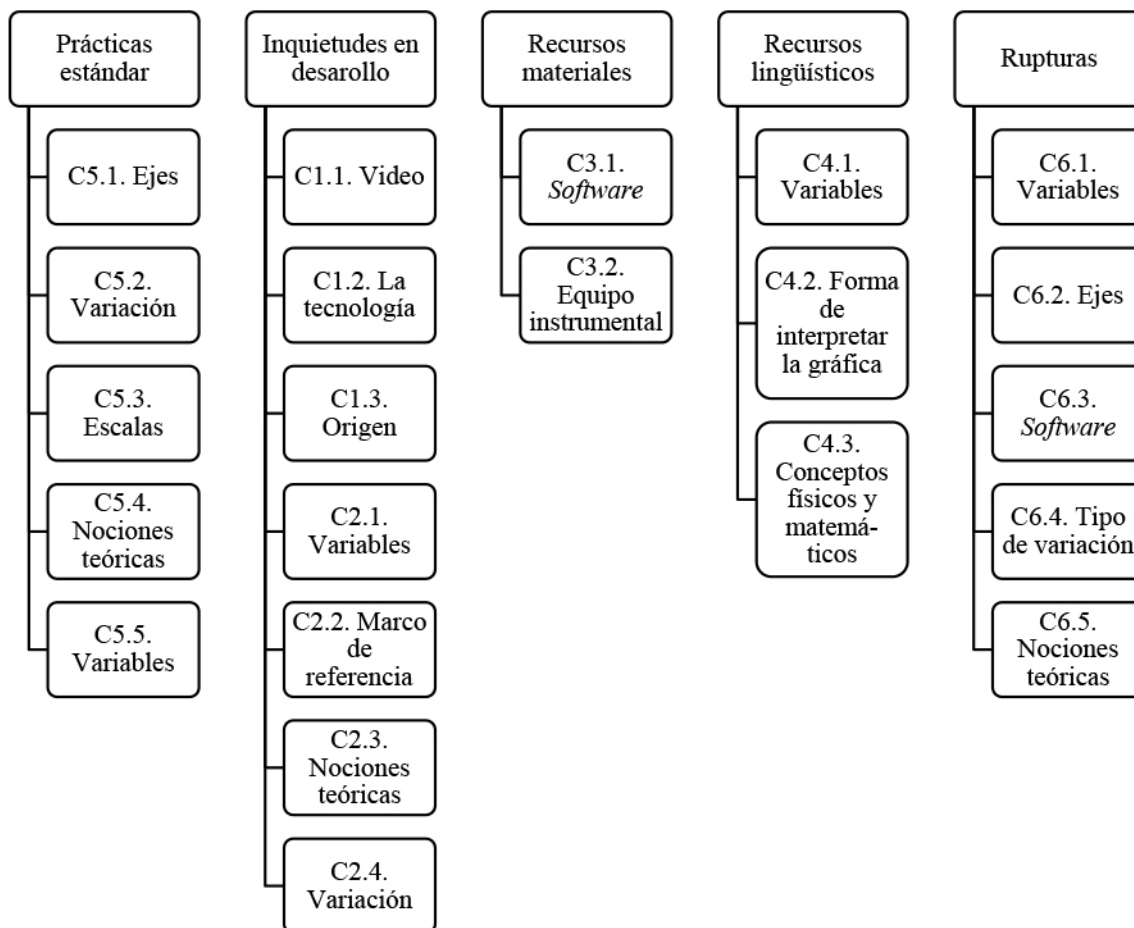 Prácticas
estándar
C5.1. Ejes
C5.2.
Variación
C5.3.
Escalas
C5.4.
Nociones
teóricas
C5.5.
Variables
Inquietudes en
desarollo
C1.1. Video
C1.2. La
tecnología
C1.3.
Origen
C2.1.
Variables
C2.2. Marco
de
referencia
C2.3.
Nociones
teóricas
C2.4.
Variación
Recursos
materiales
C3.1.
Software
C3.2.
Equipo
instrumental
Recursos
lingüísticos
C4.1.
Variables
C4.2. Forma
de
interpretar
la gráfica
C4.3.
Conceptos
físicos y
matemá-
ticos
Rupturas
C6.1.
Variables
C6.2. Ejes
C6.3.
Software
C6.4. Tipo
de variación
C6.5.
Nociones
teóricas